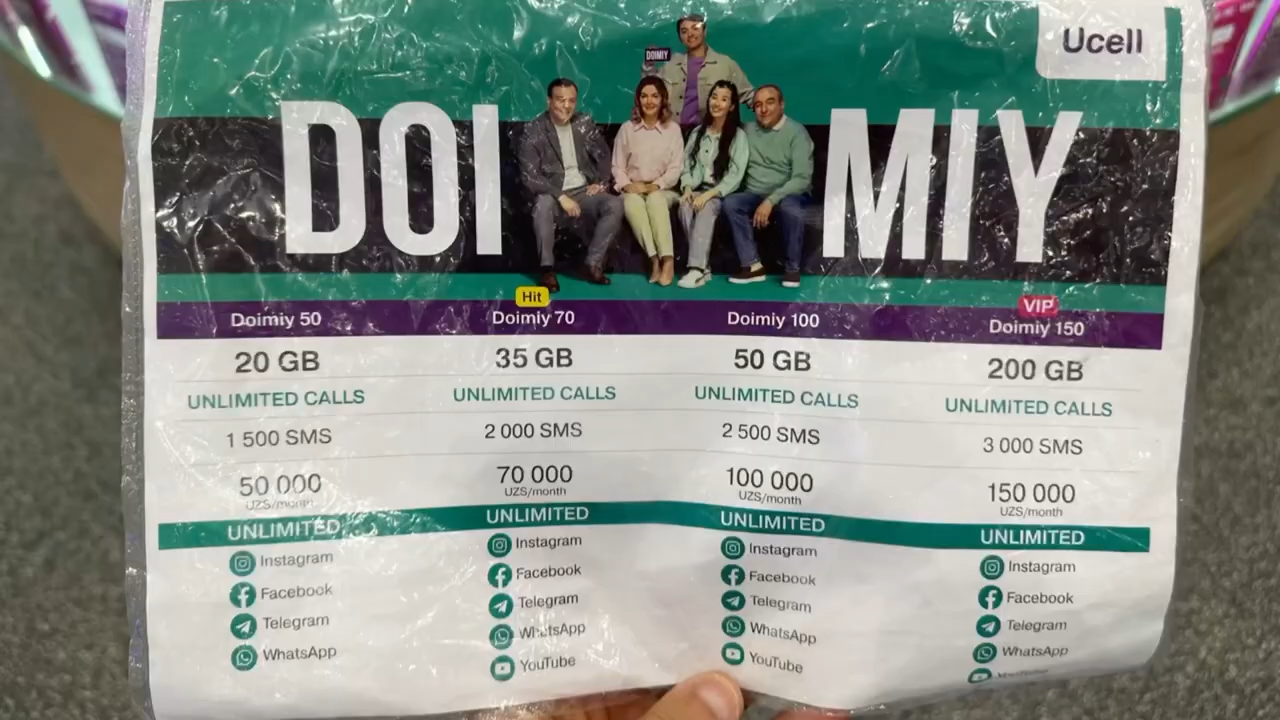 Ucell
DOIMIY
DOIMIY
Hit
VIP
Doimiy 50 Doimiy 70 Doimiy 100 Doimiy 150
20 GB 35 GB 50 GB 200 GB
UNLIMITED CALLS UNLIMITED CALLS UNLIMITED CALLS UNLIMITED CALLS
1 500 SMS 2 000 SMS 2 500 SMS 3 000 SMS
50 000 70 000 100 000 150 000
UZS/month UZS/month UZS/month UZS/month
UNLIMITED UNLIMITED UNLIMITED UNLIMITED
Instagram Instagram Instagram Instagram
Facebook Facebook Facebook Facebook
Telegram Telegram Telegram Telegram
WhatsApp WhatsApp WhatsApp WhatsApp
YouTube YouTube YouTube